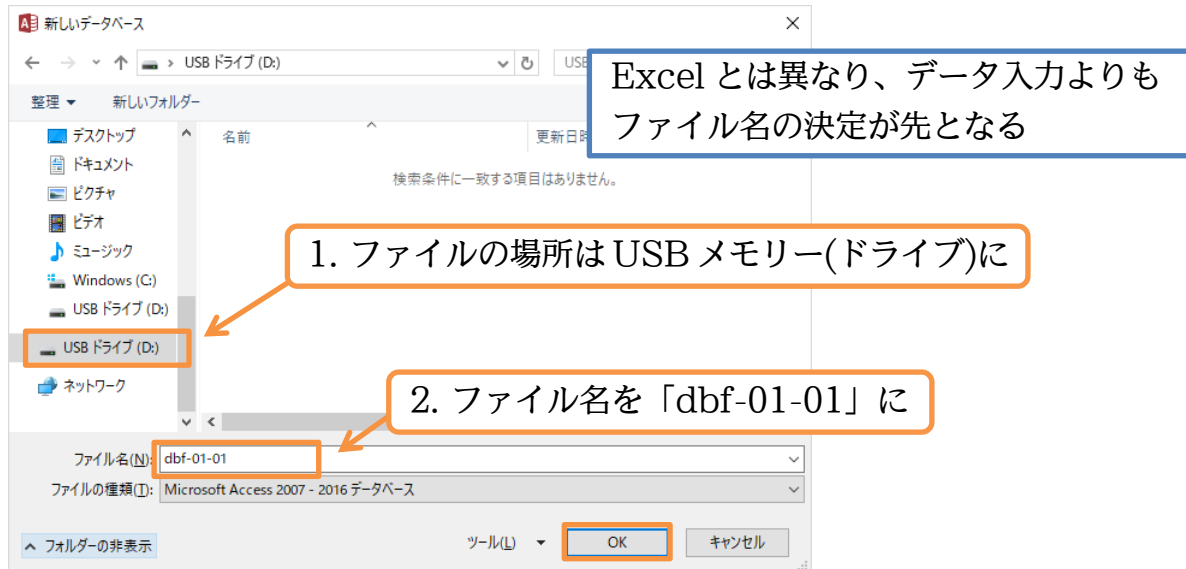 新しいデータベース
USB ドライブ (D:)
整理 新しいフォルダー
Excel とは異なり、データ入力よりも
ファイル名の決定が先となる
デスクトップ
名前
ドキュメント
検索条件に一致する項目はありません。
ピクチャ
ビデオ
ミュージック
1. ファイルの場所は USB メモリー(ドライブ)に
Windows (C:)
USB ドライブ (D:)
USB ドライブ (D:)
ネットワーク
2. ファイル名を「dbf-01-01」に
ファイル名(N): dbf-01-01
ファイルの種類(T): Microsoft Access 2007 - 2016 データベース
フォルダーの非表示
ツール(L)
OK
キャンセル